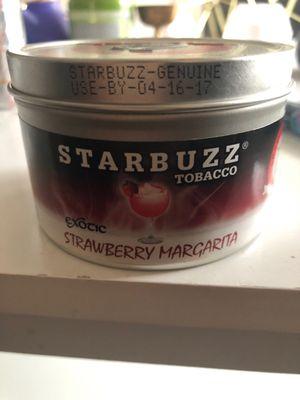 STARBUZZ-GENUINE
USE-BY-04-16-17
STARBUZZ®
TOBACCO
EXOTIC
STRAWBERRY MARGARITA